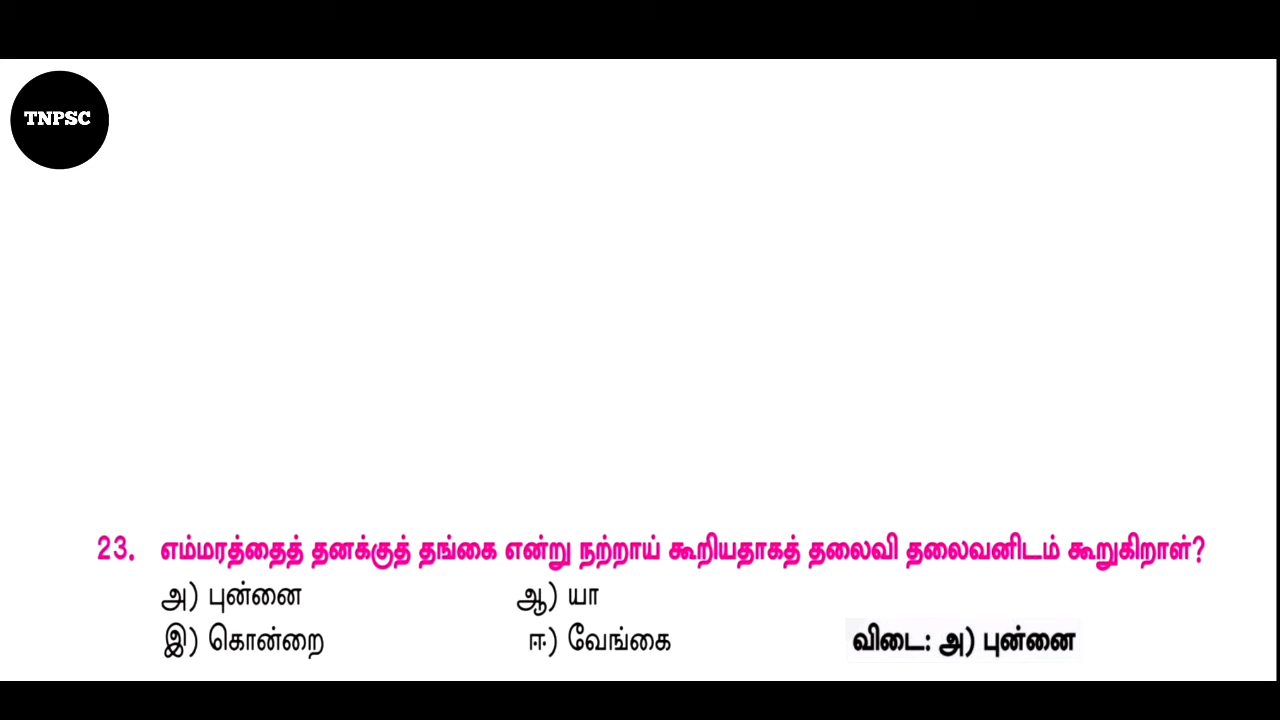 TNPSC
23. எம்மரத்தைத் தனக்குத் தங்கை என்று நற்றாய் கூறியதாகத் தலைவி தலைவனிடம் கூறுகிறாள்?
அ) புன்னை ஆ) யா
இ) கொன்றை ஈ) வேங்கை விடை: அ) புன்னை